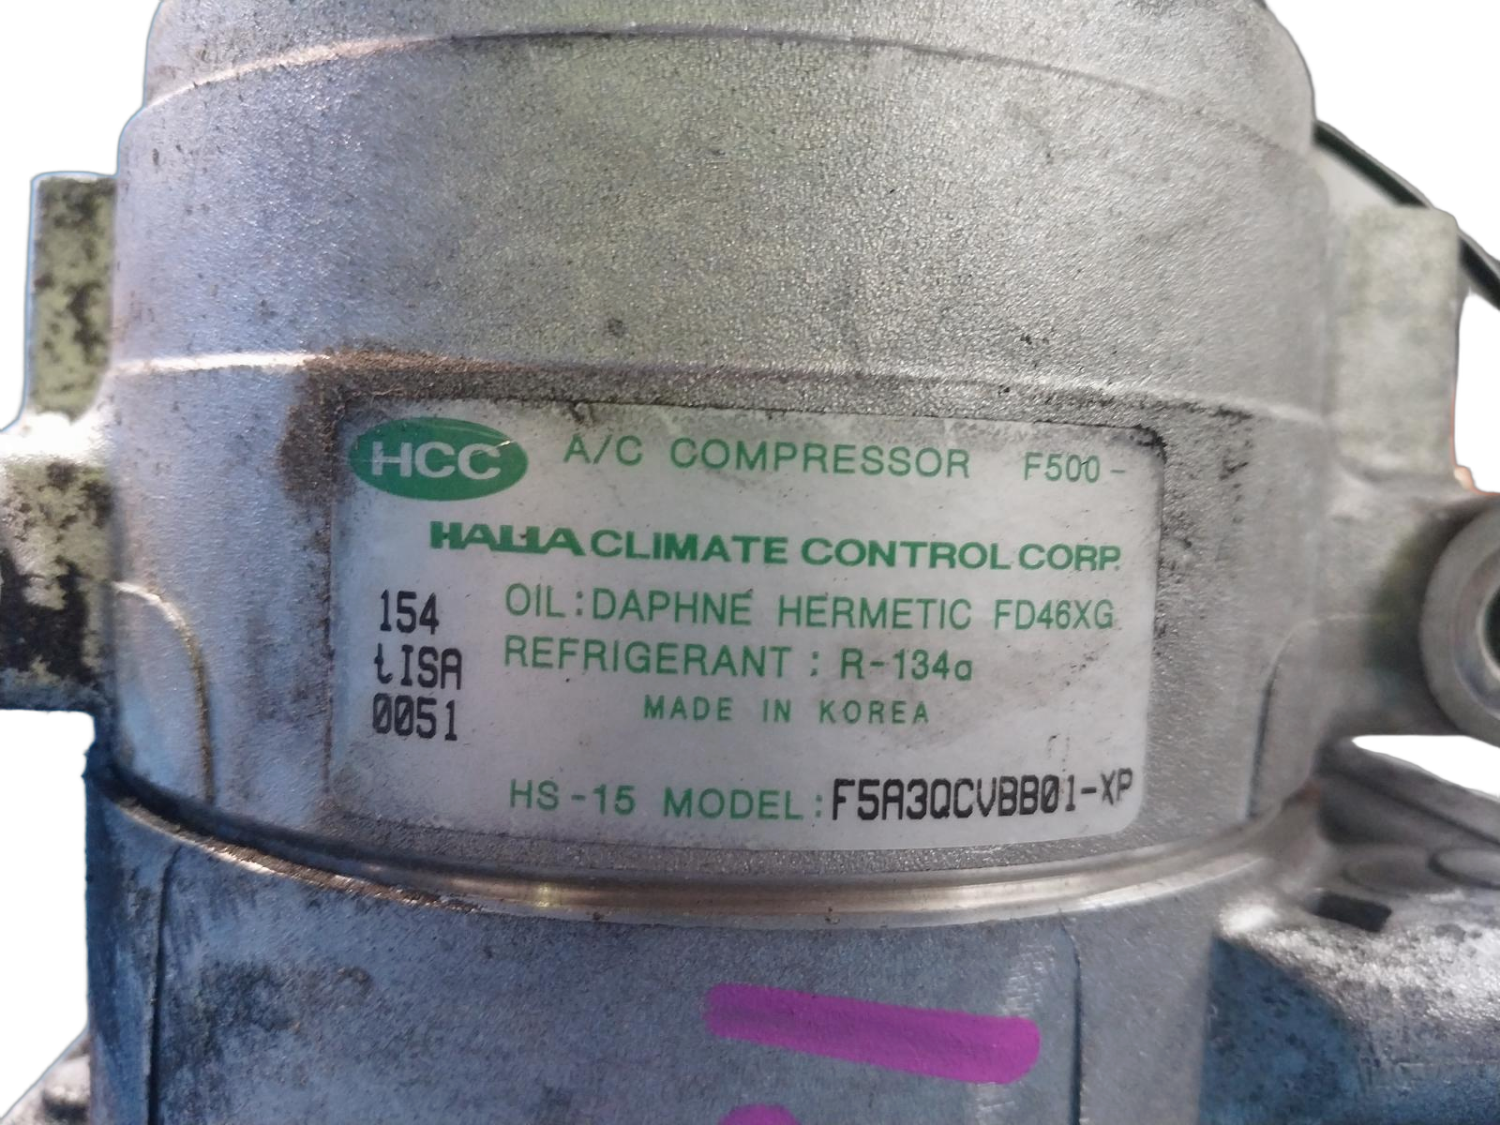 HCC A/C COMPRESSOR F500-
HALLA CLIMATE CONTROL CORP.
154 OIL:DAPHNE HERMETIC FD46XG
tISA REFRIGERANT : R-134a
0051 MADE IN KOREA
HS-15 MODEL:F5A3QCVBB01-XP